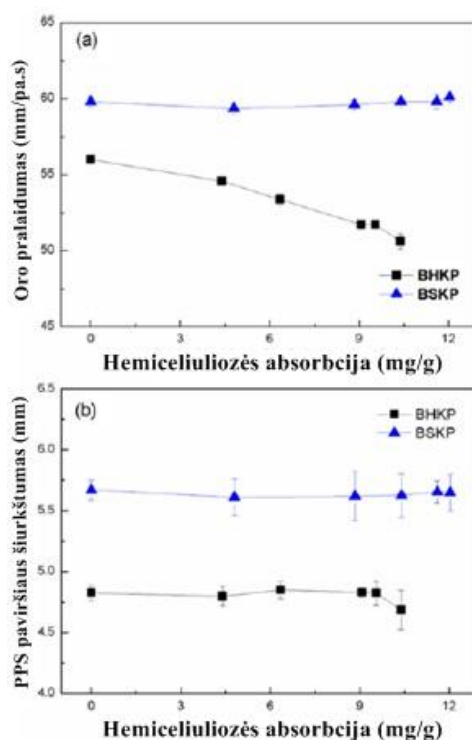 (a)
65
60
55
50
45
Oro pralaidumas (mm/pa.s)
BHKP
BSKP
0 3 6 9 12
Hemiceliuliozės absorbcija (mg/g)
(b)
6.5
6.0
5.5
5.0
4.5
4.0
PPS paviršiaus šiurkštumas (mm)
BHKP
BSKP
0 3 6 9 12
Hemiceliuliozės absorbcija (mg/g)